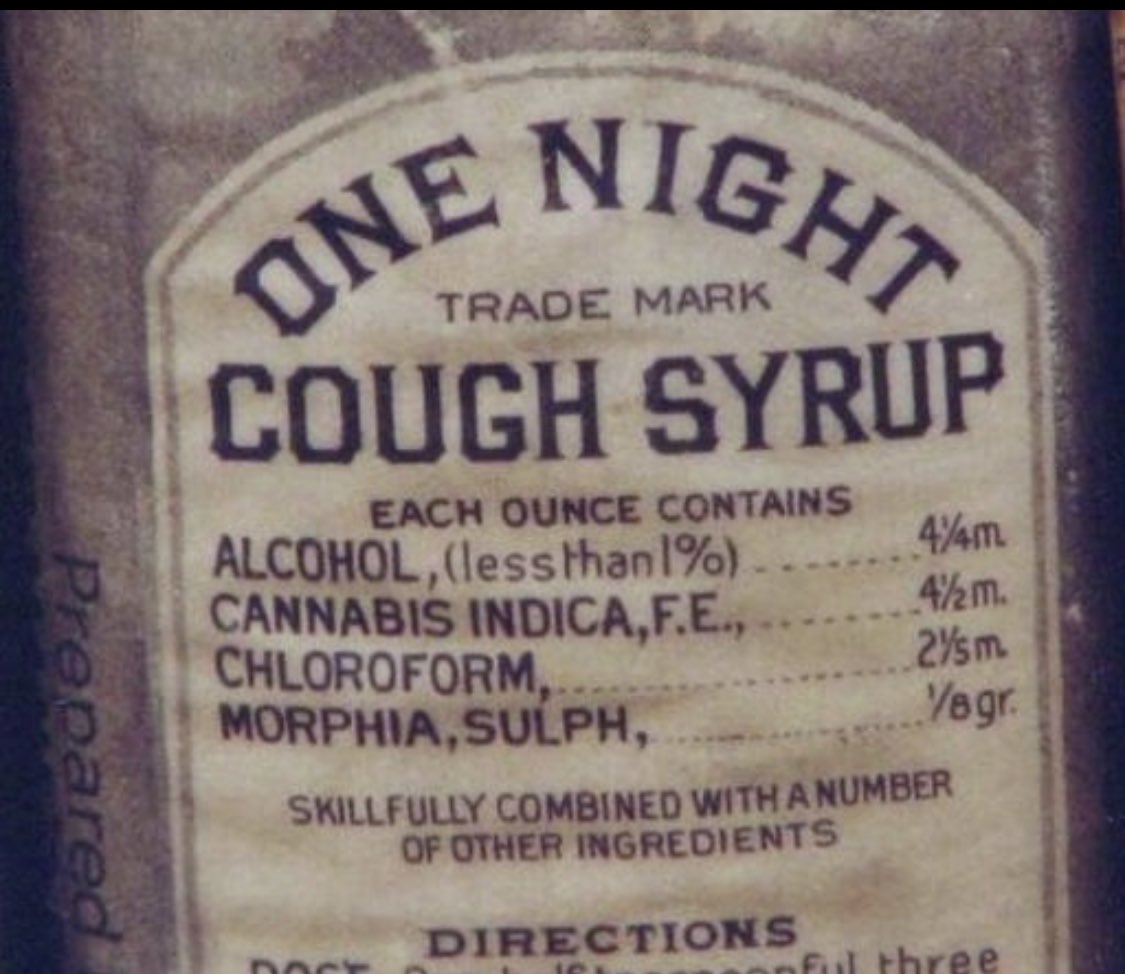 ONE NIGHT
TRADE MARK
COUGH SYRUP
EACH OUNCE CONTAINS
ALCOHOL, (less than 1%) 4¼m.
CANNABIS INDICA, F.E., 4½m.
CHLOROFORM, 2⅕m.
MORPHIA, SULPH, ⅛gr.
SKILLFULLY COMBINED WITH A NUMBER
OF OTHER INGREDIENTS
DIRECTIONS
three
Prepared